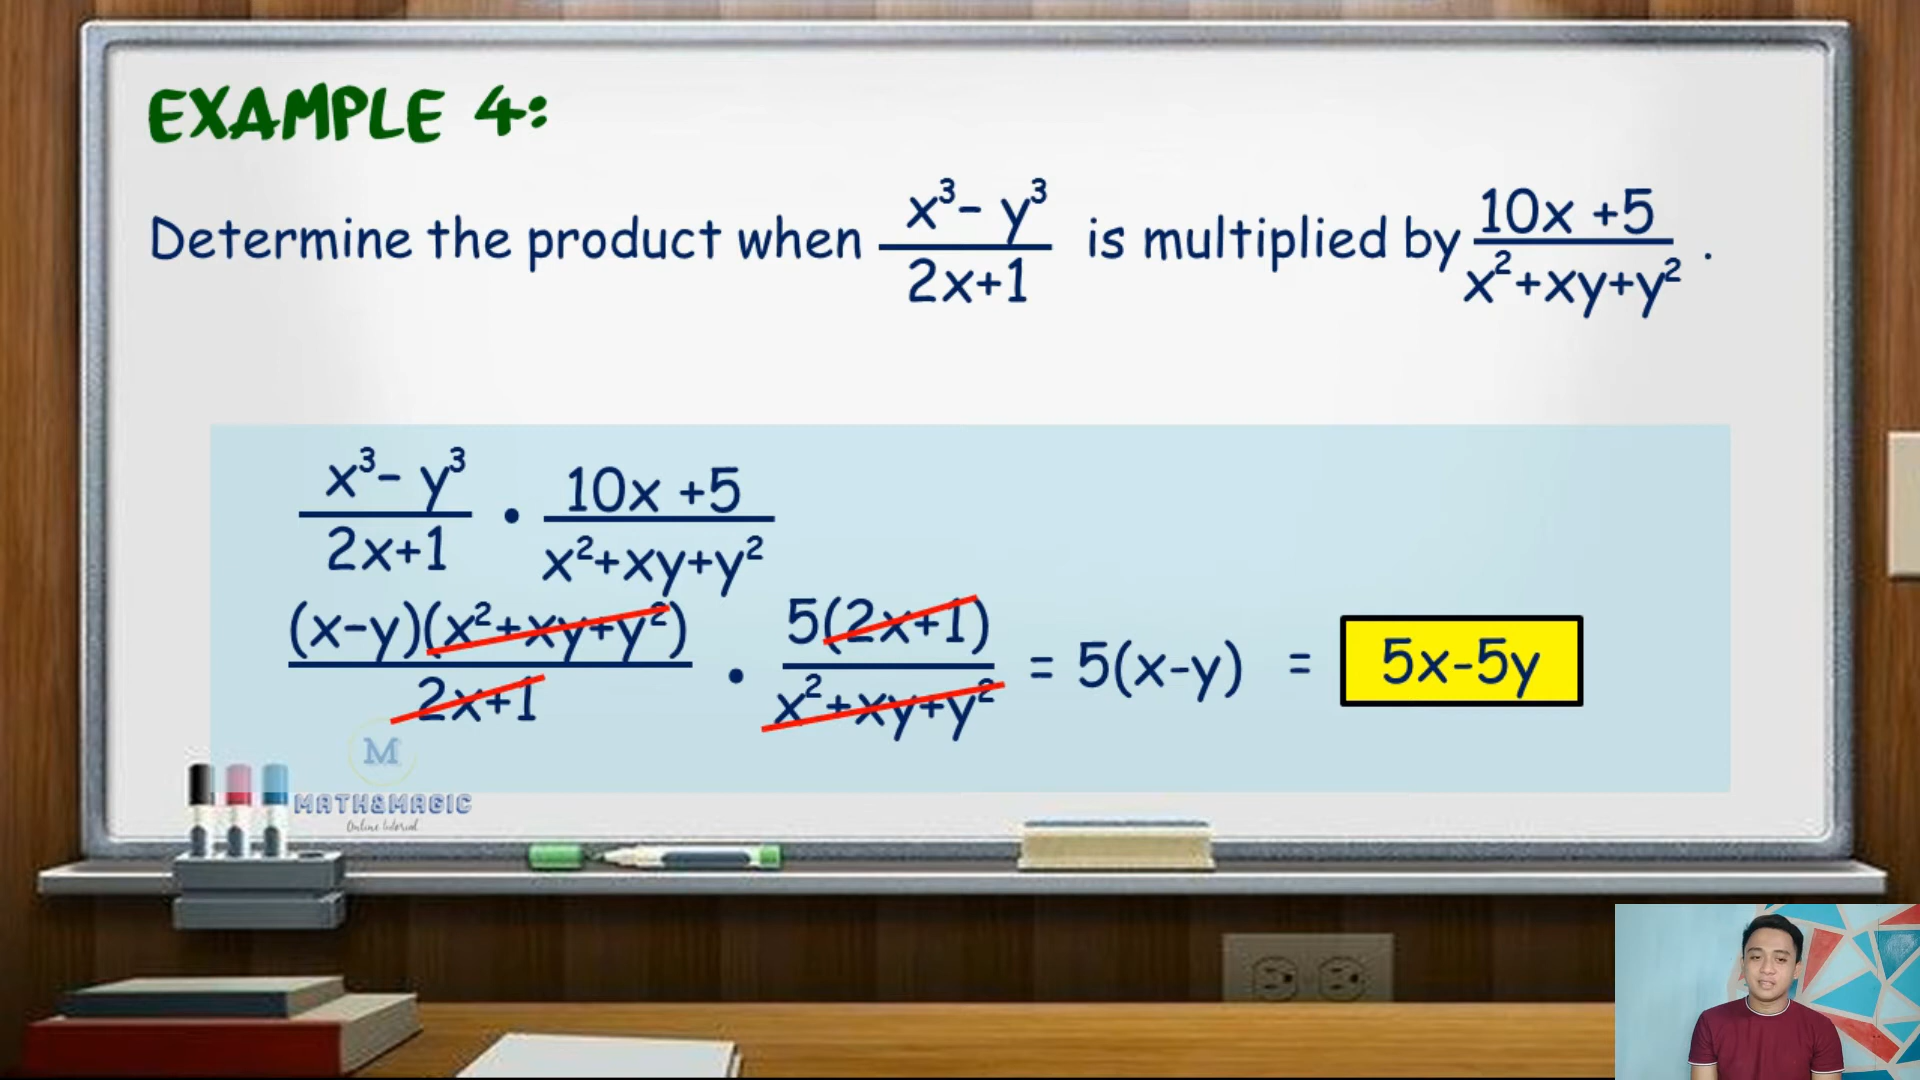 EXAMPLE 4:
Determine the product when x³- y³ / 2x+1 is multiplied by 10x +5 / x²+xy+y² .
x³- y³ / 2x+1 • 10x +5 / x²+xy+y²
(x-y)(x²+xy+y²) / 2x+1 • 5(2x+1) / x²+xy+y² = 5(x-y) = 5x-5y
M
MATH&MAGIC
Online tutorial